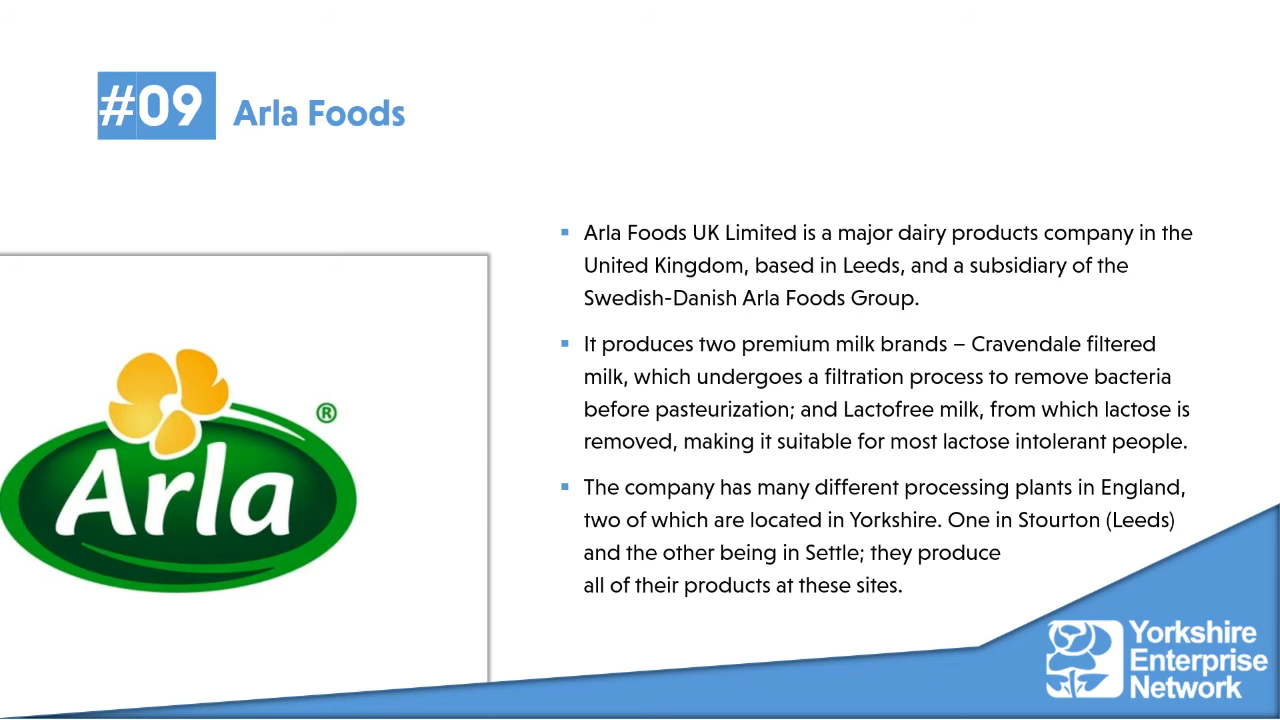 #09 Arla Foods
Arla Foods UK Limited is a major dairy products company in the
United Kingdom, based in Leeds, and a subsidiary of the
Swedish-Danish Arla Foods Group.
It produces two premium milk brands – Cravendale filtered
milk, which undergoes a filtration process to remove bacteria
before pasteurization; and Lactofree milk, from which lactose is
removed, making it suitable for most lactose intolerant people.
The company has many different processing plants in England,
two of which are located in Yorkshire. One in Stourton (Leeds)
and the other being in Settle; they produce
all of their products at these sites.
Arla®
Yorkshire
Enterprise
Network